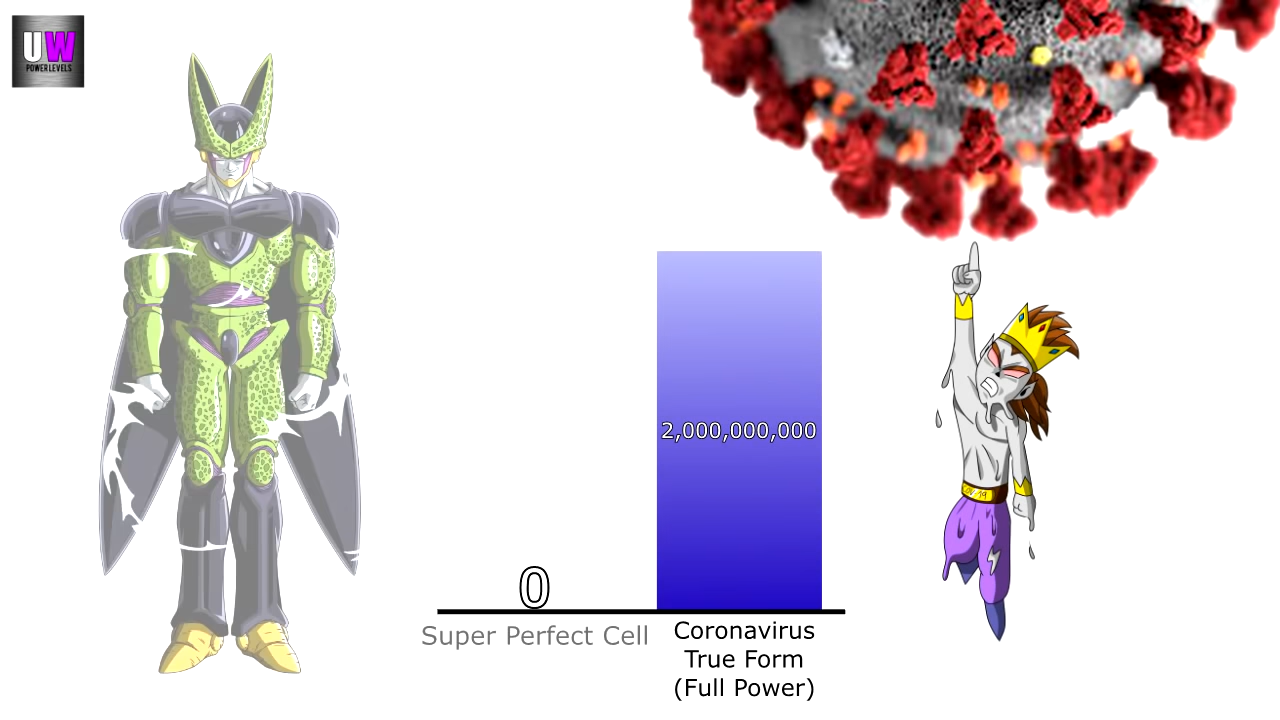 UW
POWER LEVELS
2,000,000,000
0
Super Perfect Cell
Coronavirus
True Form
(Full Power)